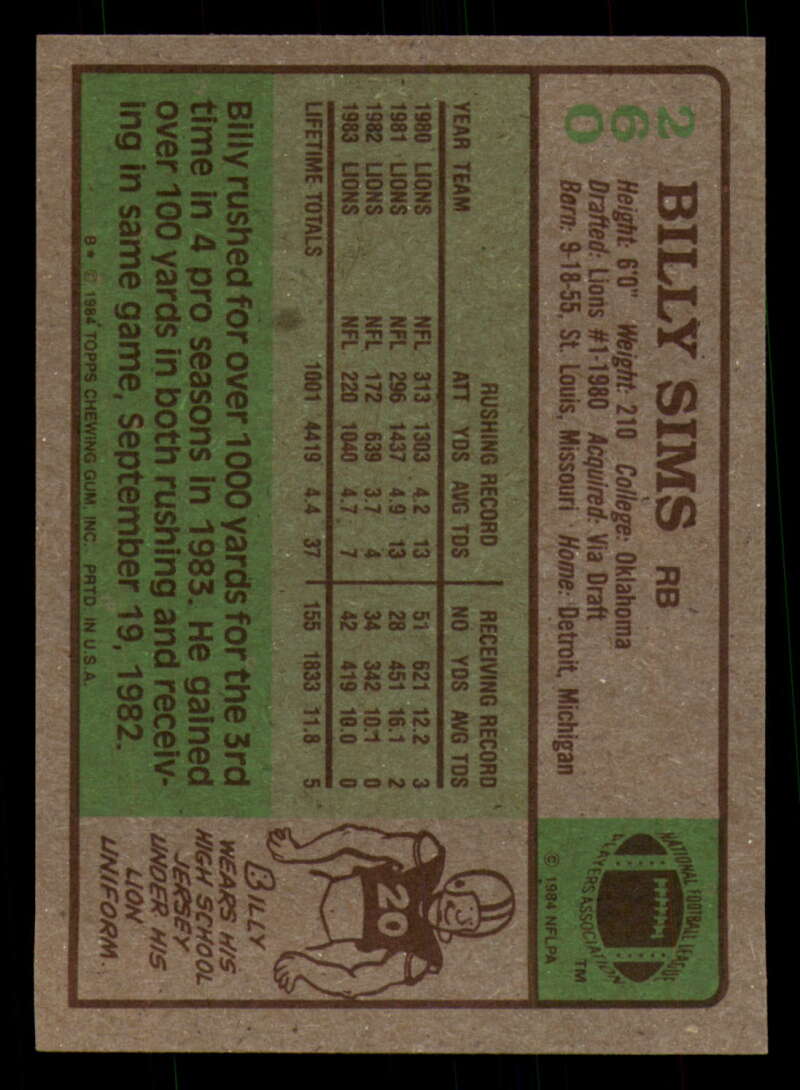 260
BILLY SIMS RB
Height: 6'0" Weight: 210 College: Oklahoma
Drafted: Lions #1-1980 Acquired: Via Draft
Born: 9-18-55, St. Louis, Missouri Home: Detroit, Michigan
NATIONAL FOOTBALL LEAGUE
PLAYERS ASSOCIATION
TM
© 1984 NFLPA
RUSHING RECORD RECEIVING RECORD
YEAR TEAM ATT YDS AVG TDS NO YDS AVG TDS
1980 LIONS NFL 313 1303 4.2 13 51 621 12.2 3
1981 LIONS NFL 296 1437 4.9 13 28 451 16.1 2
1982 LIONS NFL 172 639 3.7 4 34 342 10.1 0
1983 LIONS NFL 220 1040 4.7 7 42 419 10.0 0
LIFETIME TOTALS 1001 4419 4.4 37 155 1833 11.8 5
Billy rushed for over 1000 yards for the 3rd
time in 4 pro seasons in 1983. He gained
over 100 yards in both rushing and receiv-
ing in same game, September 19, 1982.
B* © 1984 TOPPS CHEWING GUM, INC. PRTD. IN U.S.A.
20
BILLY
WEARS HIS
HIGH SCHOOL
JERSEY
UNDER HIS
LION
UNIFORM.